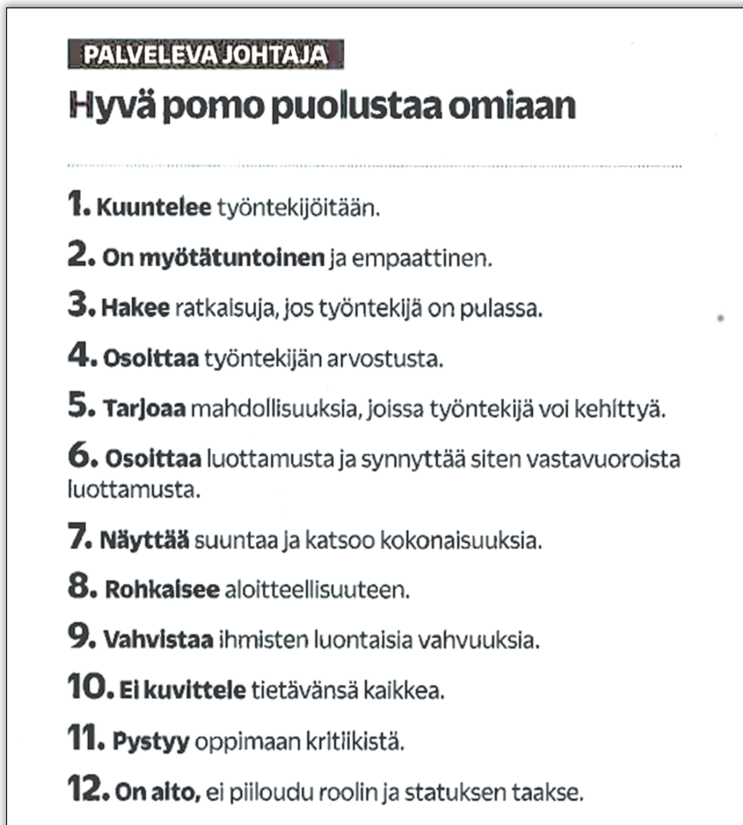 PALVELEVA JOHTAJA
Hyvä pomo puolustaa omiaan
1. Kuuntelee työntekijöitään.
2. On myötätuntoinen ja empaattinen.
3. Hakee ratkaisuja, jos työntekijä on pulassa.
4. Osoittaa työntekijän arvostusta.
5. Tarjoaa mahdollisuuksia, joissa työntekijä voi kehittyä.
6. Osoittaa luottamusta ja synnyttää siten vastavuoroista
luottamusta.
7. Näyttää suuntaa ja katsoo kokonaisuuksia.
8. Rohkaisee aloitteellisuuteen.
9. Vahvistaa ihmisten luontaisia vahvuuksia.
10. Ei kuvittele tietävänsä kaikkea.
11. Pystyy oppimaan kritiikistä.
12. On aito, ei piiloudu roolin ja statuksen taakse.